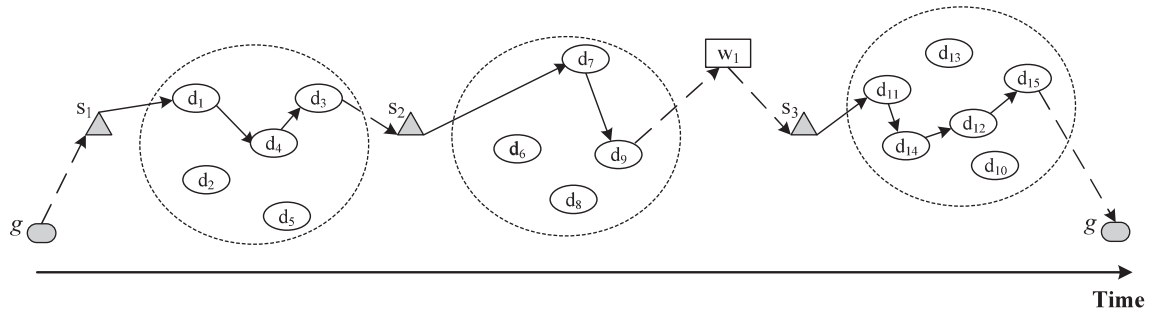 g
s₁
d₁
d₄
d₃
d₂
d₅
s₂
d₇
d₆
d₉
d₈
w₁
s₃
d₁₃
d₁₁
d₁₅
d₁₂
d₁₄
d₁₀
g
Time